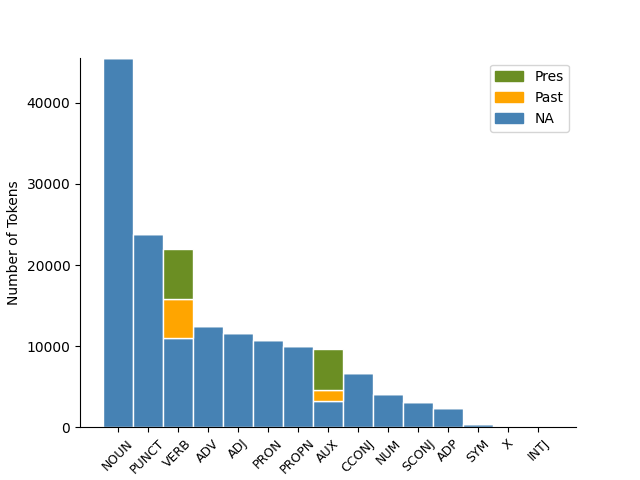 Pres
Past
NA
40000
30000
20000
10000
0
Number of Tokens
NOUN
PUNCT
VERB
ADV
ADJ
PRON
PROPN
AUX
CCONJ
NUM
SCONJ
ADP
SYM
X
INTJ